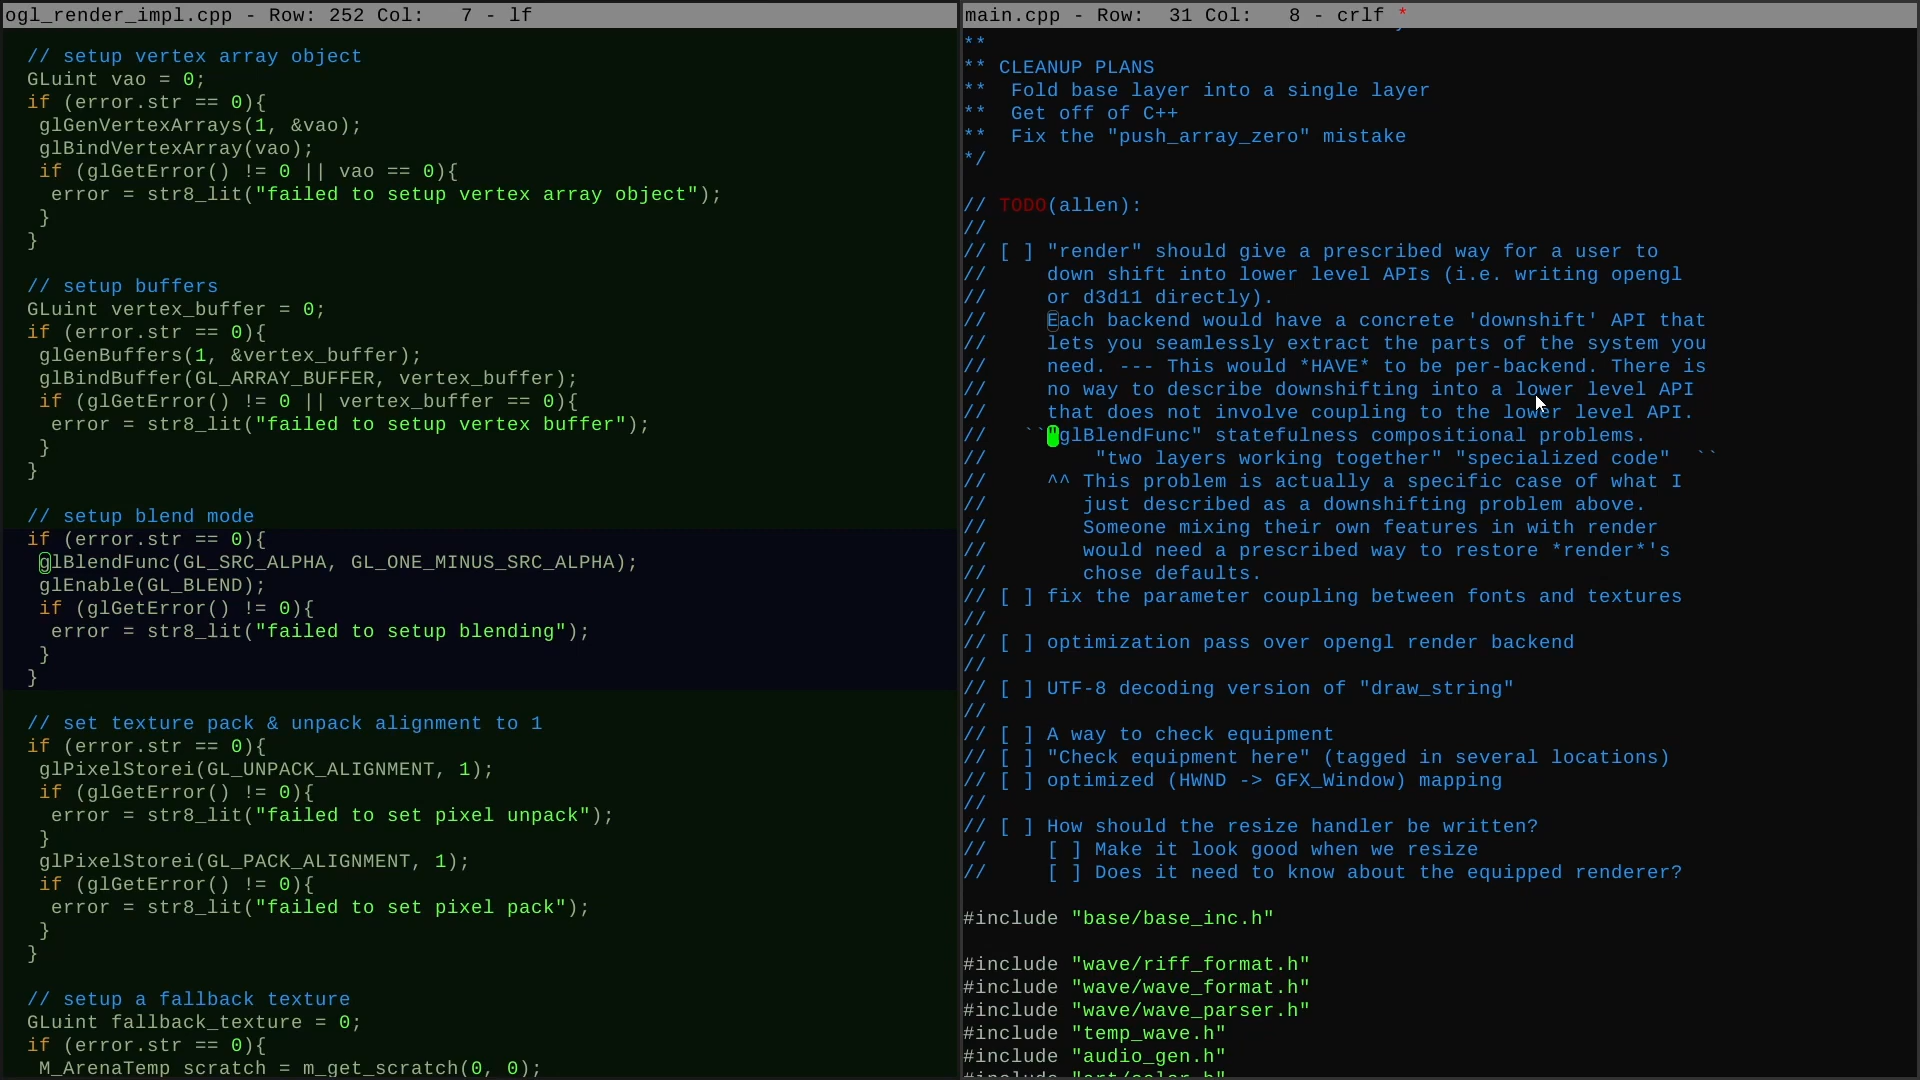 ogl_render_impl.cpp - Row: 252 Col:   7 - lf
// setup vertex array object
GLuint vao = 0;
if (error.str == 0){
 glGenVertexArrays(1, &vao);
 glBindVertexArray(vao);
 if (glGetError() != 0 || vao == 0){
  error = str8_lit("failed to setup vertex array object");
 }
}
// setup buffers
GLuint vertex_buffer = 0;
if (error.str == 0){
 glGenBuffers(1, &vertex_buffer);
 glBindBuffer(GL_ARRAY_BUFFER, vertex_buffer);
 if (glGetError() != 0 || vertex_buffer == 0){
  error = str8_lit("failed to setup vertex buffer");
 }
}
// setup blend mode
if (error.str == 0){
 glBlendFunc(GL_SRC_ALPHA, GL_ONE_MINUS_SRC_ALPHA);
 glEnable(GL_BLEND);
 if (glGetError() != 0){
  error = str8_lit("failed to setup blending");
 }
}
// set texture pack & unpack alignment to 1
if (error.str == 0){
 glPixelStorei(GL_UNPACK_ALIGNMENT, 1);
 if (glGetError() != 0){
  error = str8_lit("failed to set pixel unpack");
 }
 glPixelStorei(GL_PACK_ALIGNMENT, 1);
 if (glGetError() != 0){
  error = str8_lit("failed to set pixel pack");
 }
}
// setup a fallback texture
GLuint fallback_texture = 0;
if (error.str == 0){
 M_ArenaTemp scratch = m_get_scratch(0, 0);
main.cpp - Row:  31 Col:   8 - crlf *
**
** CLEANUP PLANS
**  Fold base layer into a single layer
**  Get off of C++
**  Fix the "push_array_zero" mistake
*/
// TODO(allen):
//
// [ ] "render" should give a prescribed way for a user to
//     down shift into lower level APIs (i.e. writing opengl
//     or d3d11 directly).
//     Each backend would have a concrete 'downshift' API that
//     lets you seamlessly extract the parts of the system you
//     need. --- This would *HAVE* to be per-backend. There is
//     no way to describe downshifting into a lower level API
//     that does not involve coupling to the lower level API.
//   ``"glBlendFunc" statefulness compositional problems.
//         "two layers working together" "specialized code"  ``
//     ^^ This problem is actually a specific case of what I
//        just described as a downshifting problem above.
//        Someone mixing their own features in with render
//        would need a prescribed way to restore *render*'s
//        chose defaults.
// [ ] fix the parameter coupling between fonts and textures
//
// [ ] optimization pass over opengl render backend
//
// [ ] UTF-8 decoding version of "draw_string"
//
// [ ] A way to check equipment
// [ ] "Check equipment here" (tagged in several locations)
// [ ] optimized (HWND -> GFX_Window) mapping
//
// [ ] How should the resize handler be written?
//     [ ] Make it look good when we resize
//     [ ] Does it need to know about the equipped renderer?
#include "base/base_inc.h"
#include "wave/riff_format.h"
#include "wave/wave_format.h"
#include "wave/wave_parser.h"
#include "temp_wave.h"
#include "audio_gen.h"